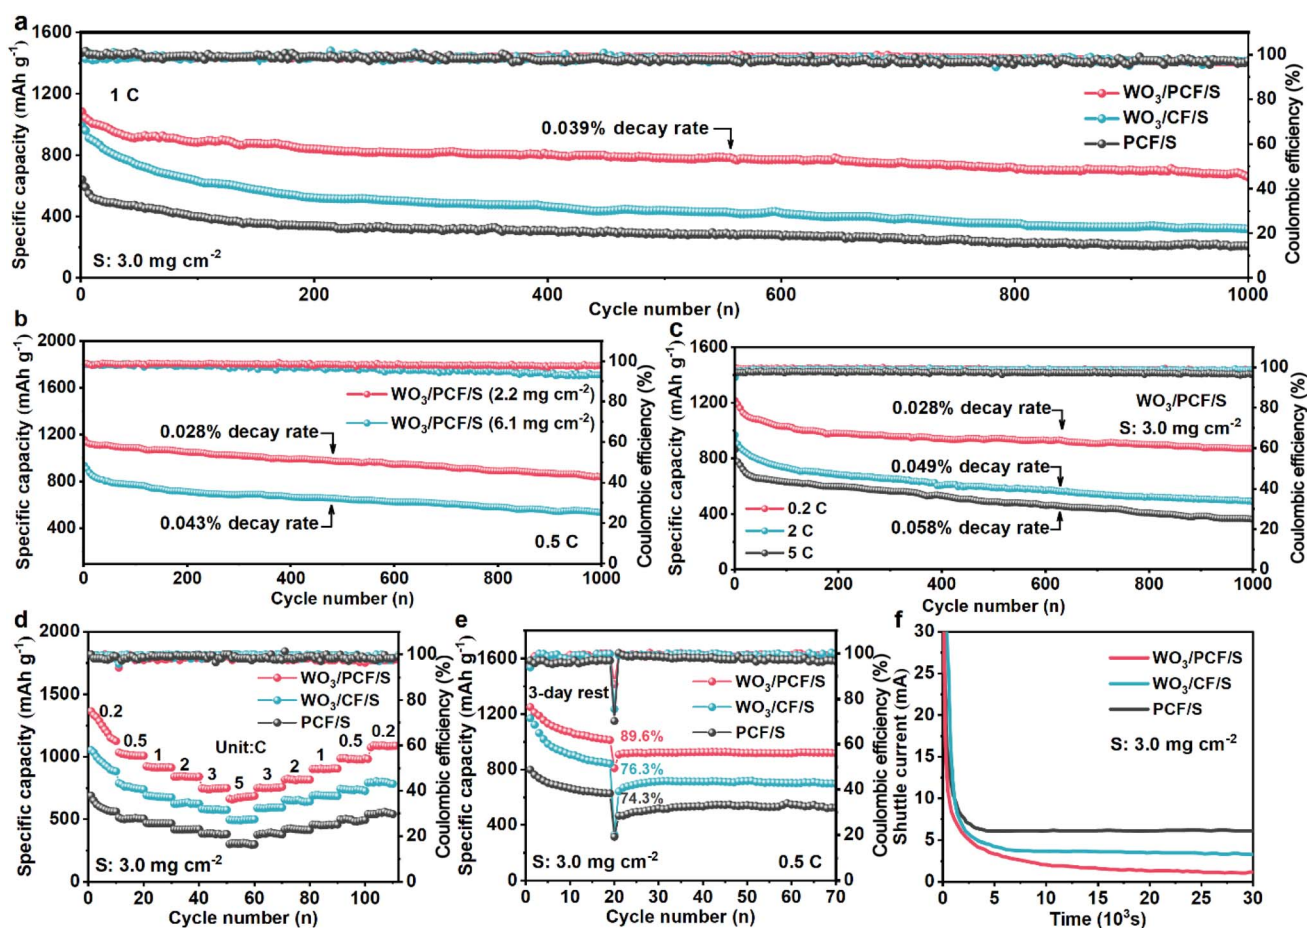 a
1600
1200
800
400
0
Specific capacity (mAh g⁻¹)
1 C
0.039% decay rate
WO₃/PCF/S
WO₃/CF/S
PCF/S
S: 3.0 mg cm⁻²
100
80
60
40
20
0
Coulombic efficiency (%)
0 200 400 600 800 1000
Cycle number (n)
b
2000
1600
1200
800
400
Specific capacity (mAh g⁻¹)
WO₃/PCF/S (2.2 mg cm⁻²)
WO₃/PCF/S (6.1 mg cm⁻²)
0.028% decay rate
0.043% decay rate
0.5 C
100
80
60
40
20
0
Coulombic efficiency (%)
0 200 400 600 800 1000
Cycle number (n)
c
1600
1200
800
400
0
Specific capacity (mAh g⁻¹)
WO₃/PCF/S
S: 3.0 mg cm⁻²
0.028% decay rate
0.049% decay rate
0.058% decay rate
0.2 C
2 C
5 C
100
80
60
40
20
0
Coulombic efficiency (%)
0 200 400 600 800 1000
Cycle number (n)
d
2000
1500
1000
500
0
Specific capacity (mAh g⁻¹)
WO₃/PCF/S
WO₃/CF/S
PCF/S
Unit:C
0.2 0.5 1 2 3 5 3 2 1 0.5 0.2
S: 3.0 mg cm⁻²
100
80
60
40
20
0
Coulombic efficiency (%)
0 20 40 60 80 100
Cycle number (n)
e
1600
1200
800
400
0
Specific capacity (mAh g⁻¹)
3-day rest
WO₃/PCF/S
WO₃/CF/S
PCF/S
89.6%
76.3%
74.3%
S: 3.0 mg cm⁻²
0.5 C
100
80
60
40
20
0
Coulombic efficiency (%)
0 10 20 30 40 50 60 70
Cycle number (n)
f
30
25
20
15
10
5
0
Shuttle current (mA)
WO₃/PCF/S
WO₃/CF/S
PCF/S
S: 3.0 mg cm⁻²
0 5 10 15 20 25 30
Time (10³s)